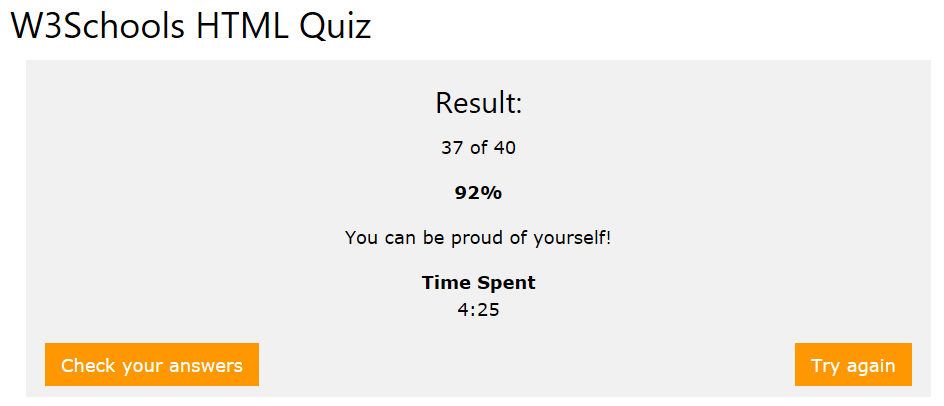 W3Schools HTML Quiz
Result:
37 of 40
92%
You can be proud of yourself!
Time Spent
4:25
Check your answers
Try again